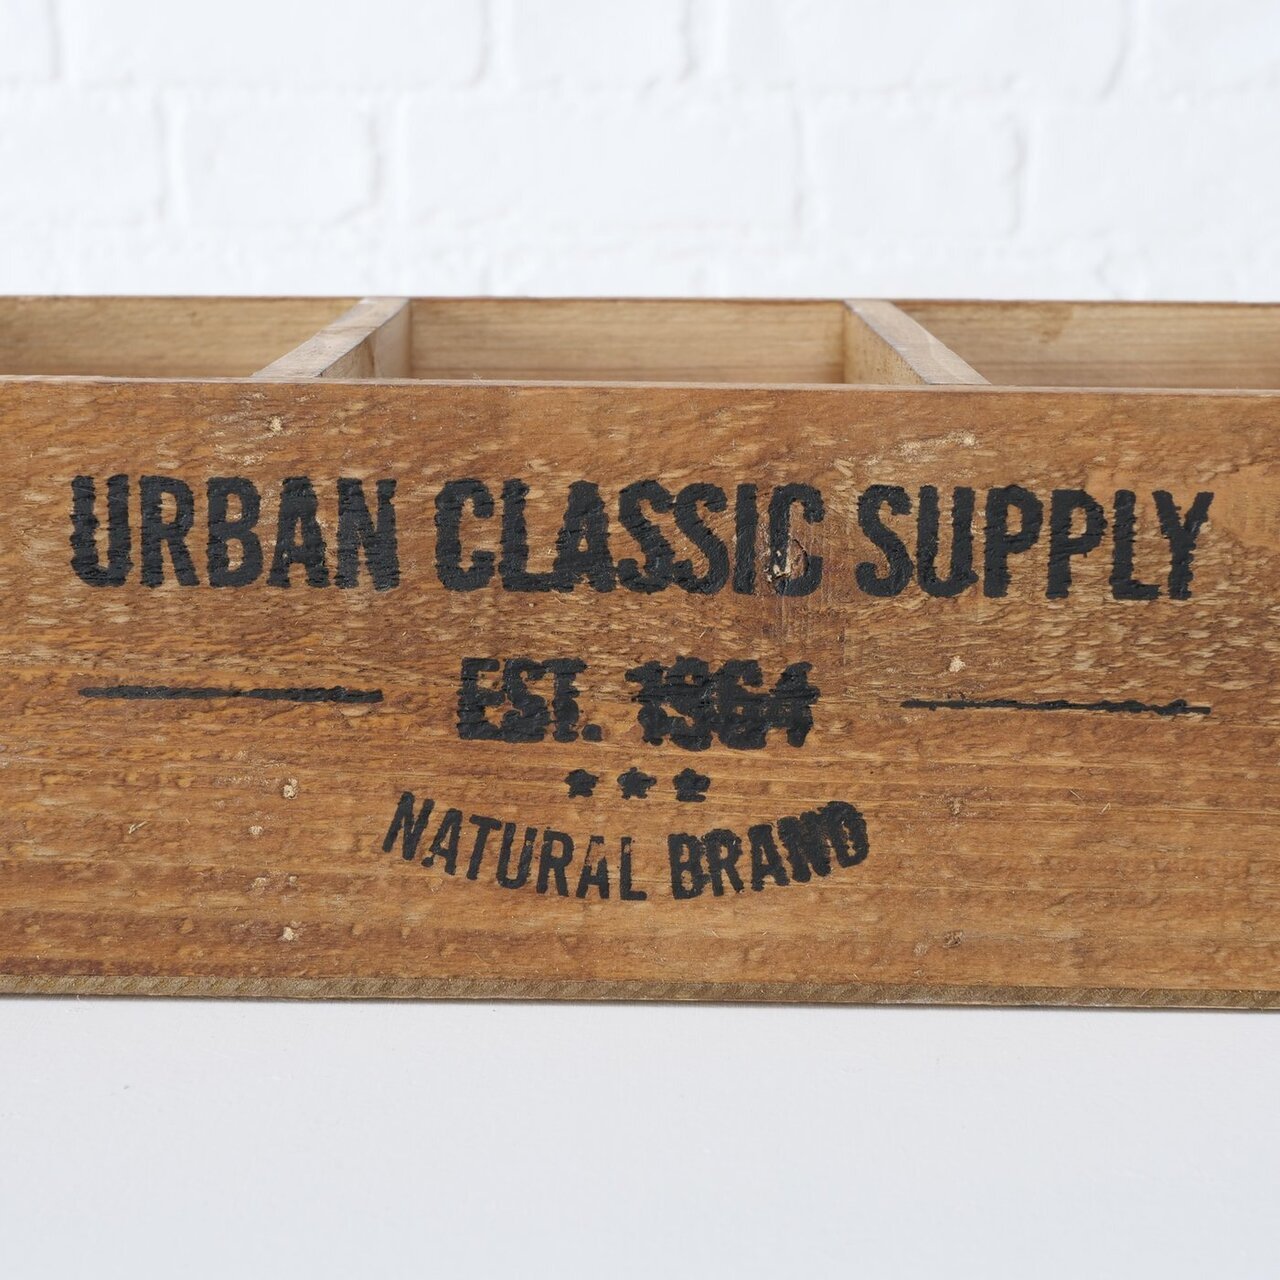 URBAN CLASSIC SUPPLY
EST. 1964
NATURAL BRAND